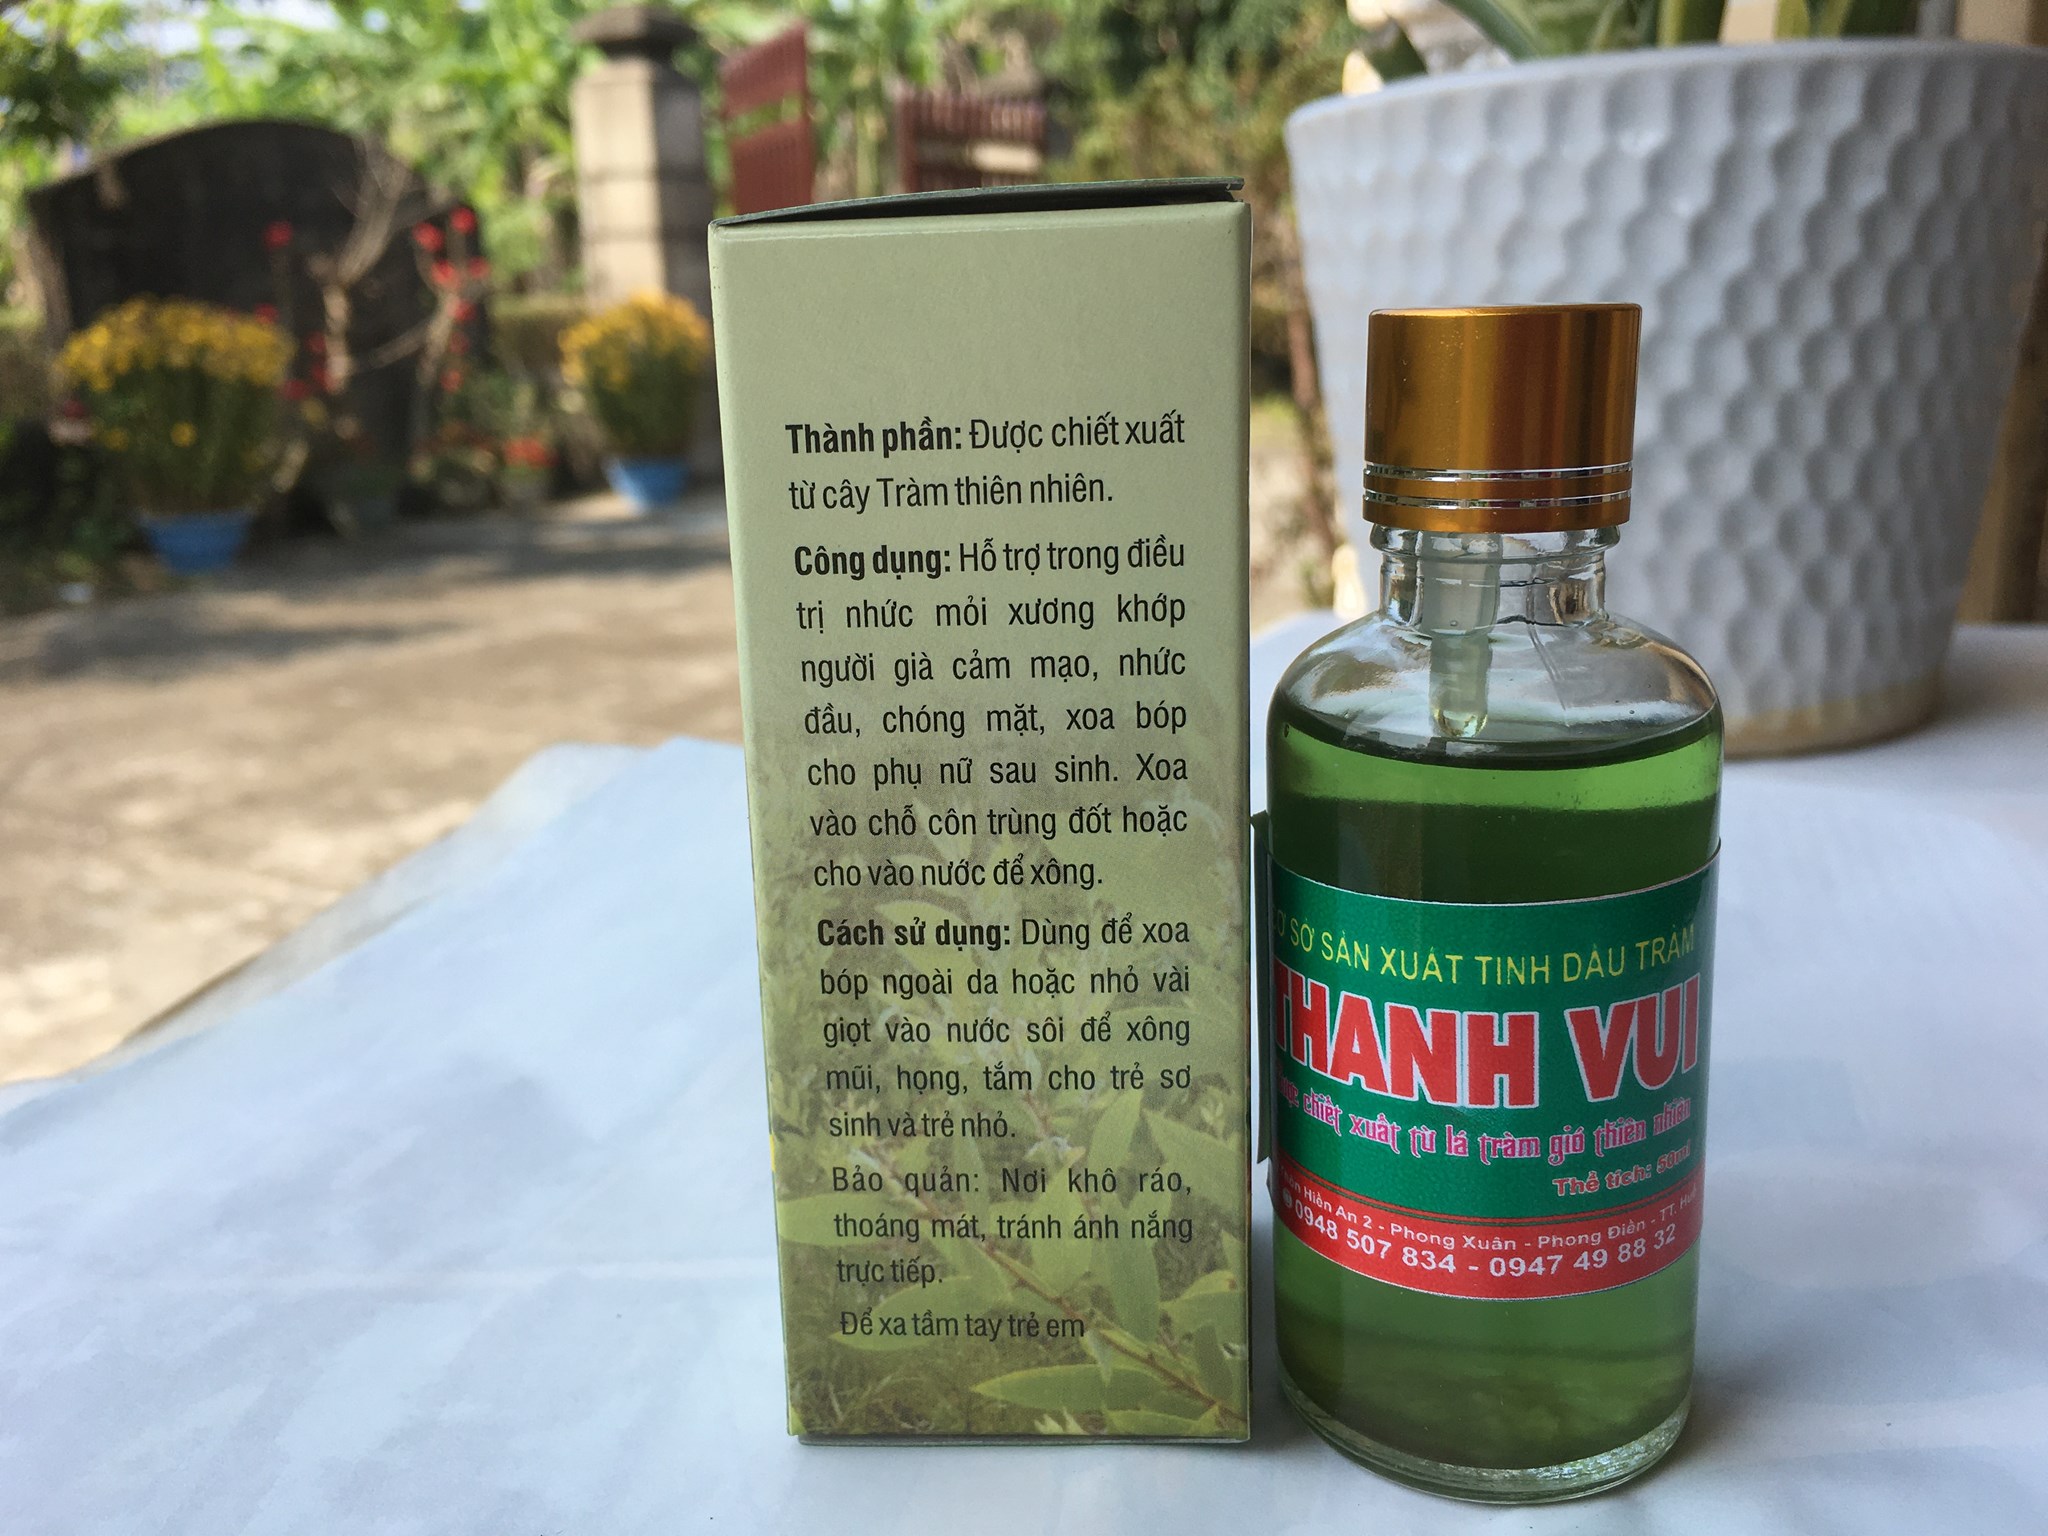 Thành phần: Được chiết xuất
từ cây Tràm thiên nhiên.
Công dụng: Hỗ trợ trong điều
trị nhức mỏi xương khớp
người già cảm mạo, nhức
đầu, chóng mặt, xoa bóp
cho phụ nữ sau sinh. Xoa
vào chỗ côn trùng đốt hoặc
cho vào nước để xông.
Cách sử dụng: Dùng để xoa
bóp ngoài da hoặc nhỏ vài
giọt vào nước sôi để xông
mũi, họng, tắm cho trẻ sơ
sinh và trẻ nhỏ.
Bảo quản: Nơi khô ráo,
thoáng mát, tránh ánh nắng
trực tiếp.
Để xa tầm tay trẻ em
SỞ SẢN XUẤT TINH DẦU TRÀM
THANH VUI
chiết xuất từ lá tràm gió thiên nhiên
Thể tích: 50ml
Hiền An 2 - Phong Xuân - Phong Điền - TT. Huế
0948 507 834 - 0947 49 88 32